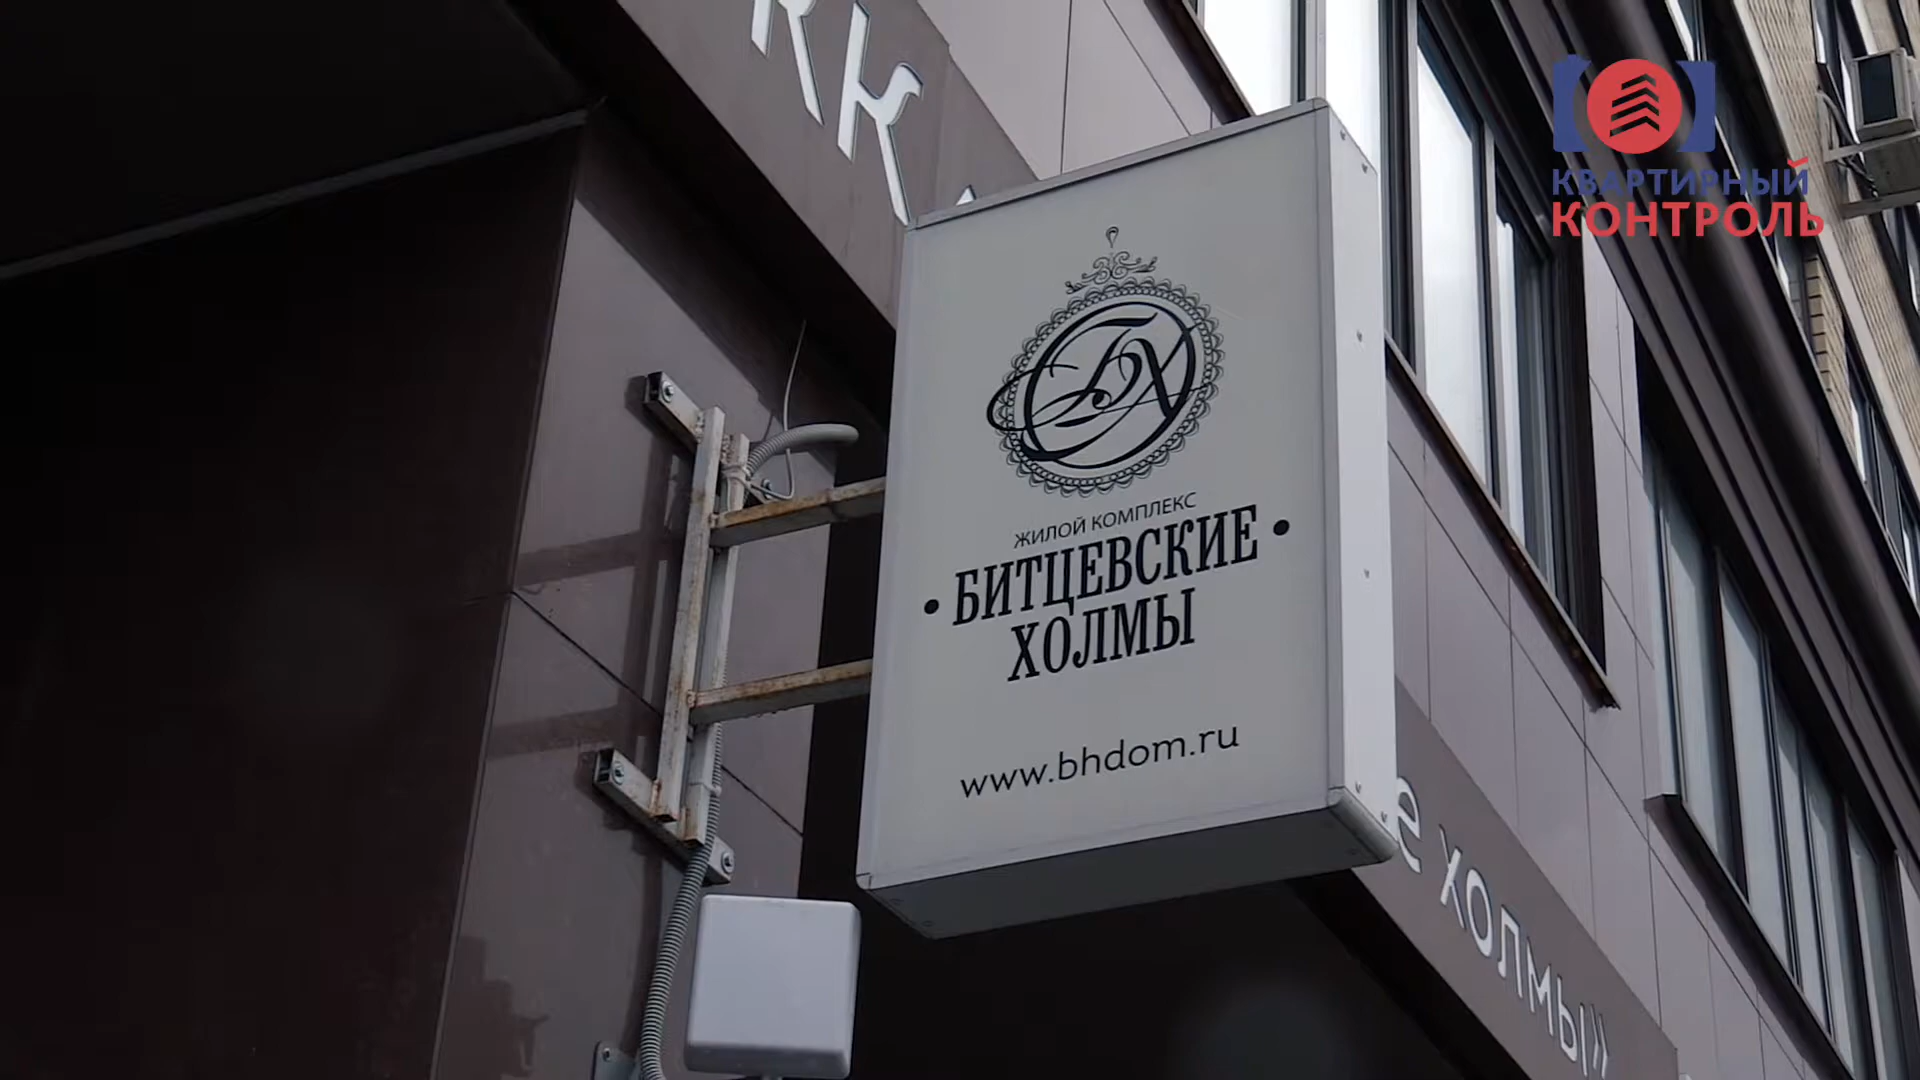 КВАРТИРНЫЙ
КОНТРОЛЬ
БХ
ЖИЛОЙ КОМПЛЕКС
• БИТЦЕВСКИЕ •
ХОЛМЫ
www.bhdom.ru
е холмы»